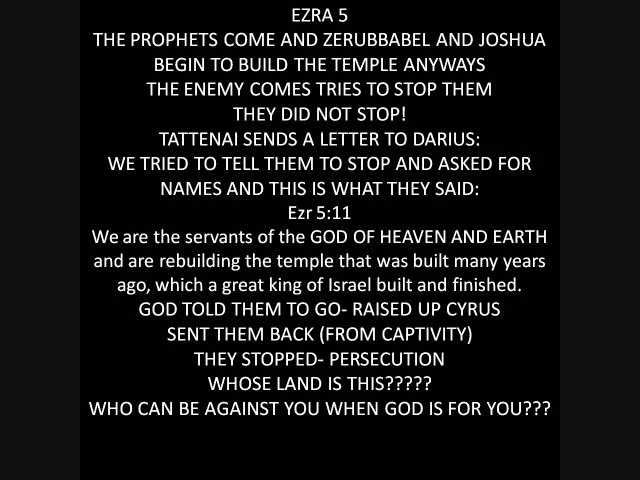 EZRA 5
THE PROPHETS COME AND ZERUBBABEL AND JOSHUA
BEGIN TO BUILD THE TEMPLE ANYWAYS
THE ENEMY COMES TRIES TO STOP THEM
THEY DID NOT STOP!
TATTENAI SENDS A LETTER TO DARIUS:
WE TRIED TO TELL THEM TO STOP AND ASKED FOR
NAMES AND THIS IS WHAT THEY SAID:
Ezr 5:11
We are the servants of the GOD OF HEAVEN AND EARTH
and are rebuilding the temple that was built many years
ago, which a great king of Israel built and finished.
GOD TOLD THEM TO GO- RAISED UP CYRUS
SENT THEM BACK (FROM CAPTIVITY)
THEY STOPPED- PERSECUTION
WHOSE LAND IS THIS?????
WHO CAN BE AGAINST YOU WHEN GOD IS FOR YOU???